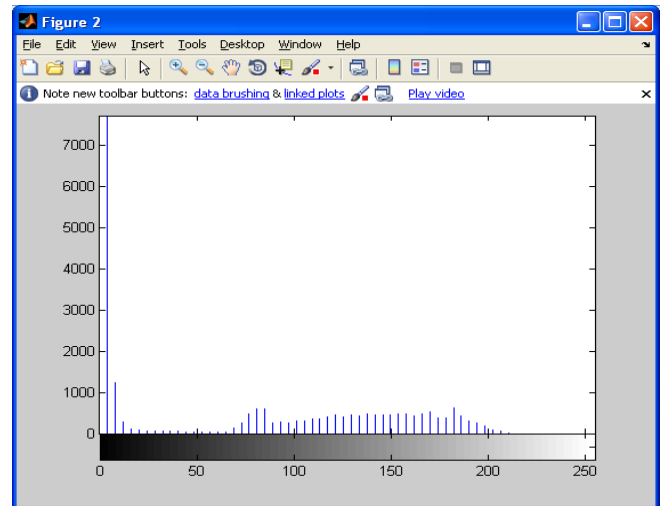 Figure 2
File Edit View Insert Tools Desktop Window Help
Note new toolbar buttons: data brushing & linked plots Play video
7000
6000
5000
4000
3000
2000
1000
0
0 50 100 150 200 250